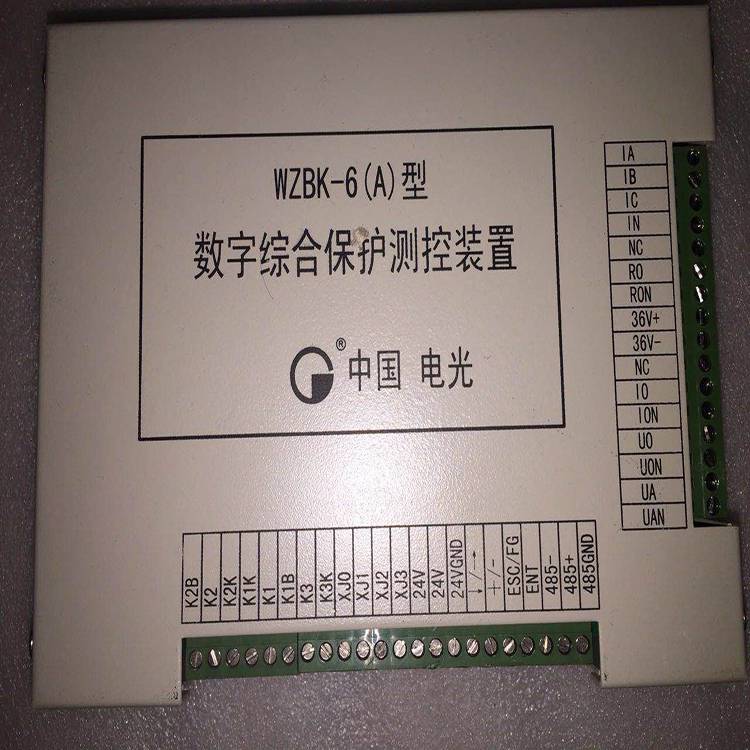 WZBK-6(A)型
数字综合保护测控装置
® 中国 电光
IA
IB
IC
IN
NC
RO
RON
36V+
36V-
NC
IO
ION
UO
UON
UA
UAN
K2B
K2
K2K
K1K
K1
K1B
K3
K3K
XJ0
XJ1
XJ2
XJ3
24V
24V
24VGND
↓/→
+/-
ESC/FG
ENT
485-
485+
485GND